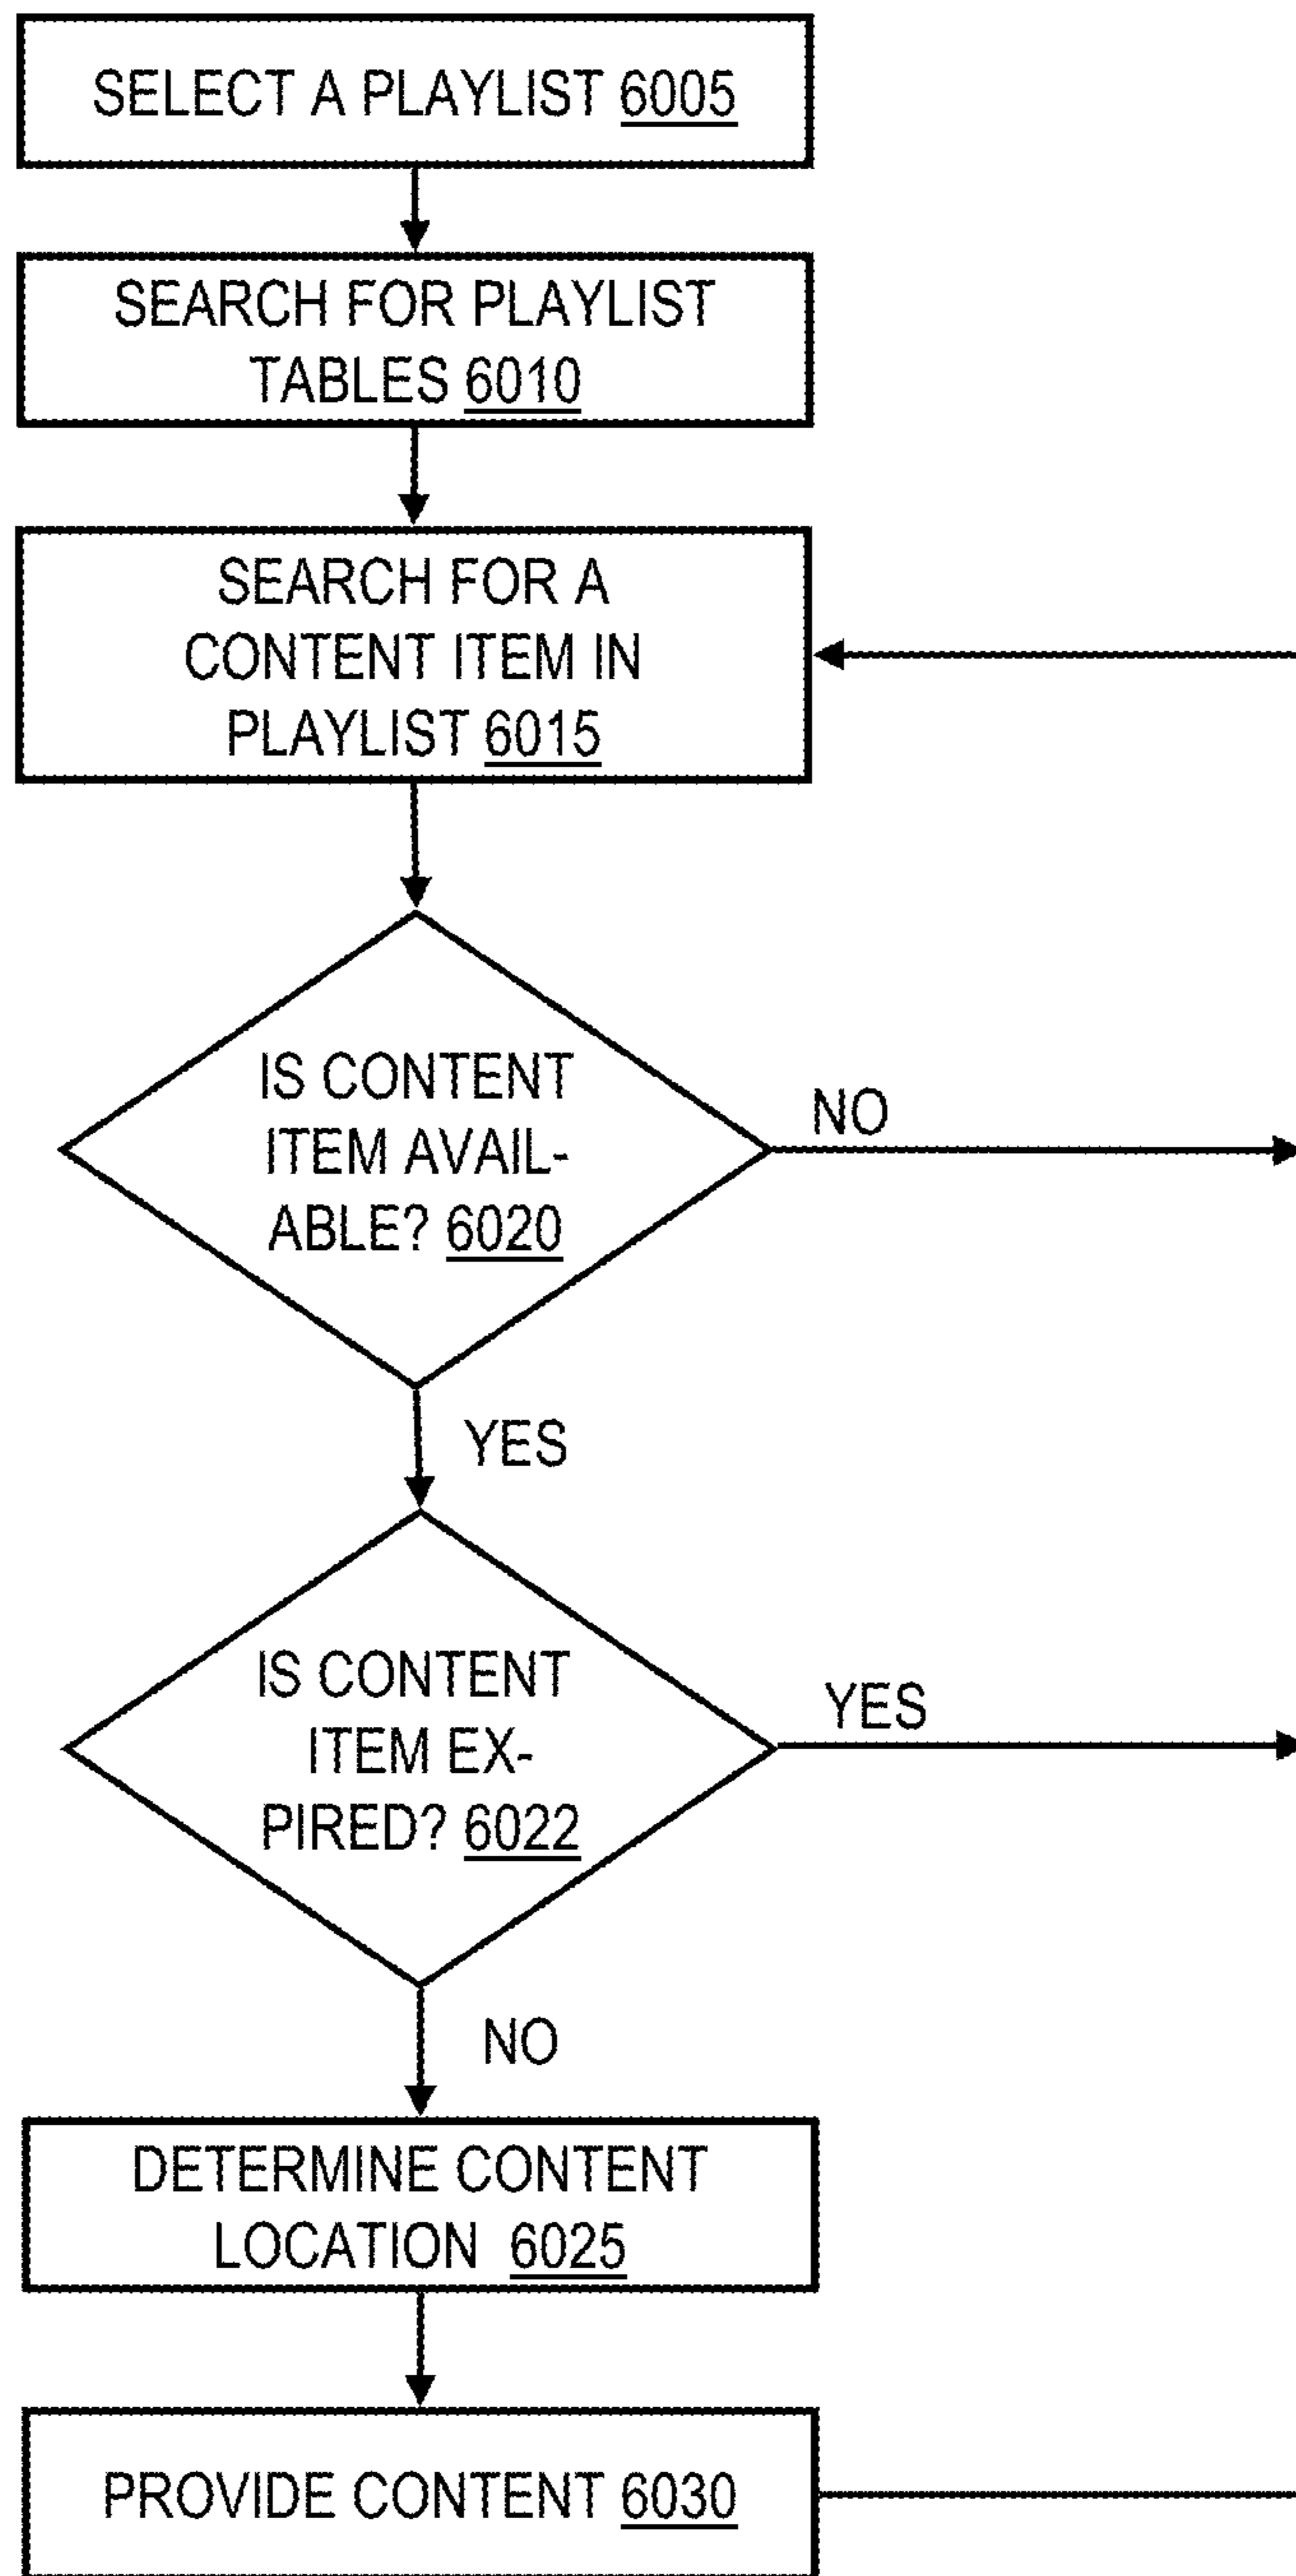 SELECT A PLAYLIST 6005
SEARCH FOR PLAYLIST
TABLES 6010
SEARCH FOR A
CONTENT ITEM IN
PLAYLIST 6015
IS CONTENT
ITEM AVAIL-
ABLE? 6020
NO
YES
IS CONTENT
ITEM EX-
PIRED? 6022
YES
NO
DETERMINE CONTENT
LOCATION 6025
PROVIDE CONTENT 6030